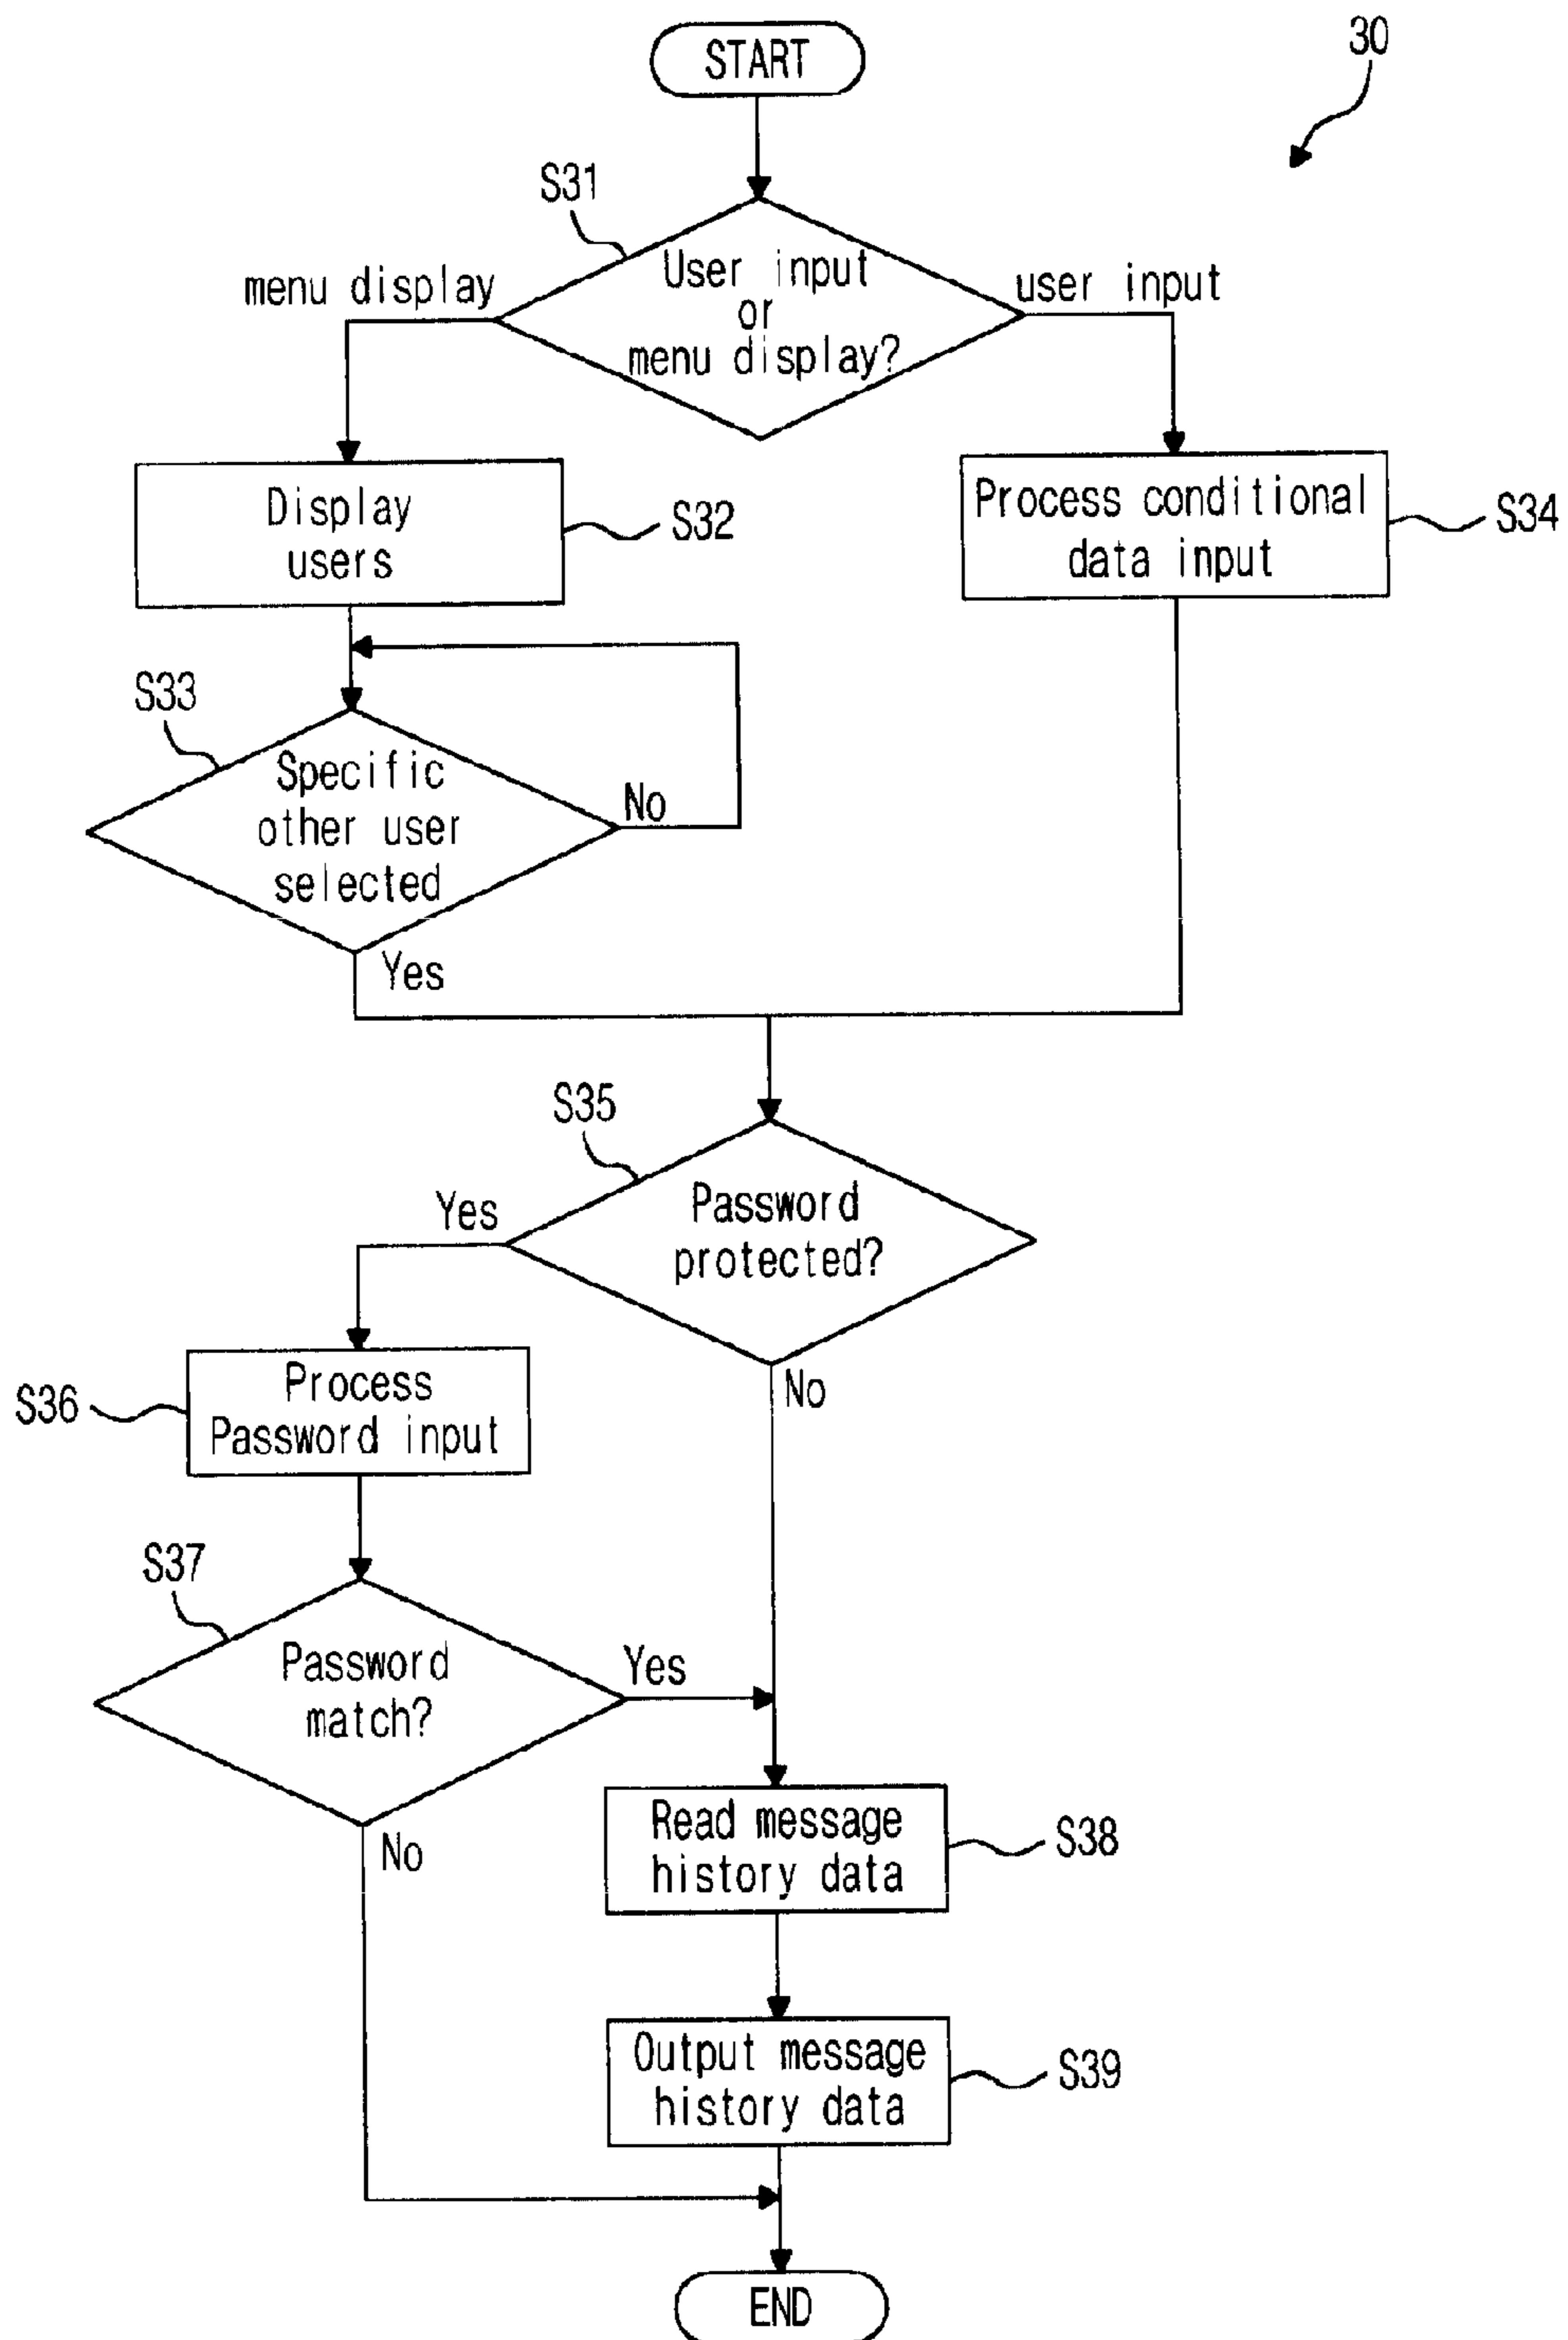 START
30
S31
menu display
User input
or
menu display?
user input
Display
users
S32
Process conditional
data input
S34
S33
Specific
other user
selected
No
Yes
S35
Yes
Password
protected?
No
S36
Process
Password input
S37
Password
match?
Yes
No
Read message
history data
S38
Output message
history data
S39
END